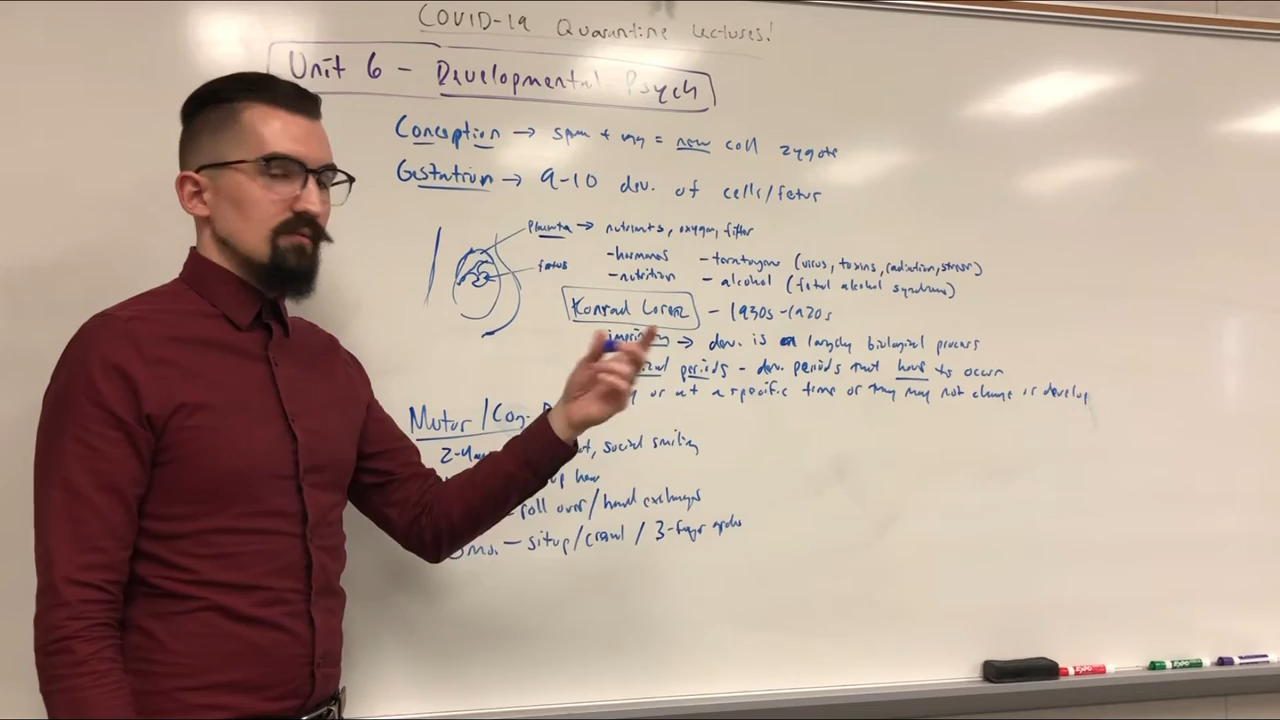 COVID-19 Quarantine Lectures!
Unit 6 - Developmental Psych
Conception → sperm + egg = new cell zygote
Gestation → 9-10 dev. of cells/fetus
placenta → nutrients, oxygen, filter
fetus
-hormones - teratogens (virus, toxins, radiation, stress)
-nutrition - alcohol (fetal alcohol syndrome)
Konrad Lorenz - 1930s-1970s
imprinting → dev. is a largely biological process
periods - dev. periods that have to occur
or at a specific time or they may not change or develop
Motor/Cog.
social smiling
up
roll over/hand exchanges
mo. - situp/crawl/3-finger
EXPO
EXPO